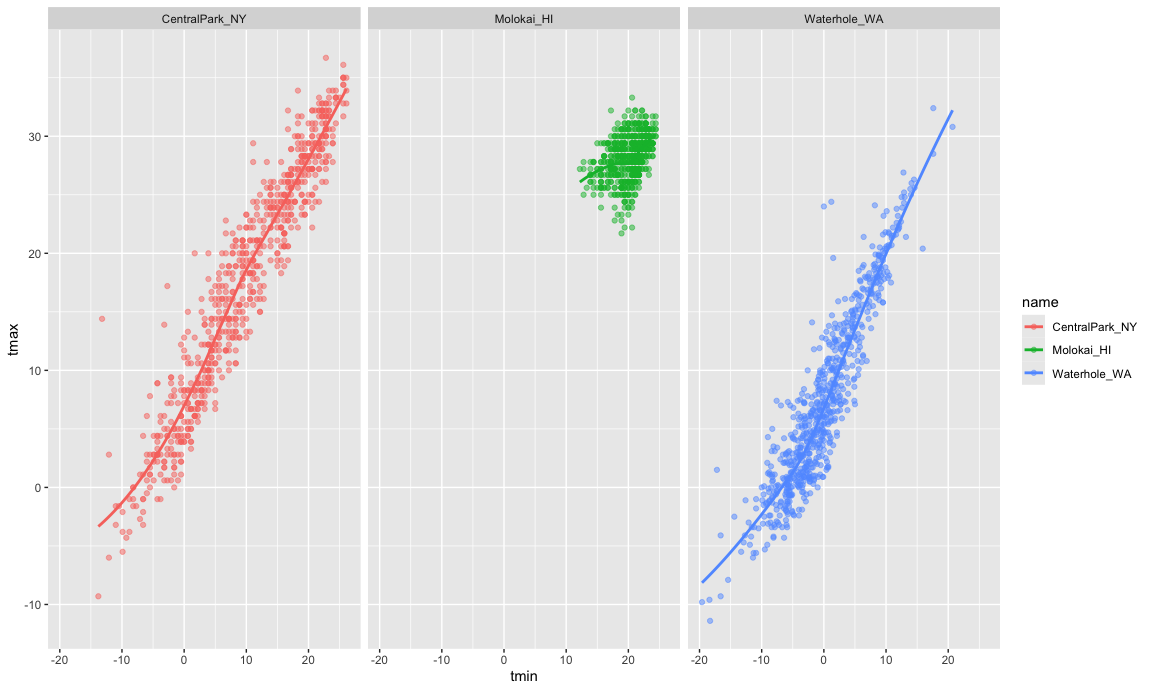 CentralPark_NY
Molokai_HI
Waterhole_WA
tmax
30
20
10
0
-10
-20 -10 0 10 20
-20 -10 0 10 20
-20 -10 0 10 20
tmin
name
CentralPark_NY
Molokai_HI
Waterhole_WA